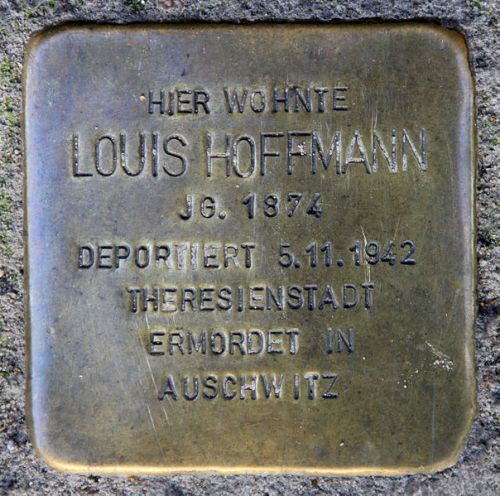 HIER WOHNTE
LOUIS HOFFMANN
JG. 1874
DEPORTIERT 5.11.1942
THERESIENSTADT
ERMORDET IN
AUSCHWITZ